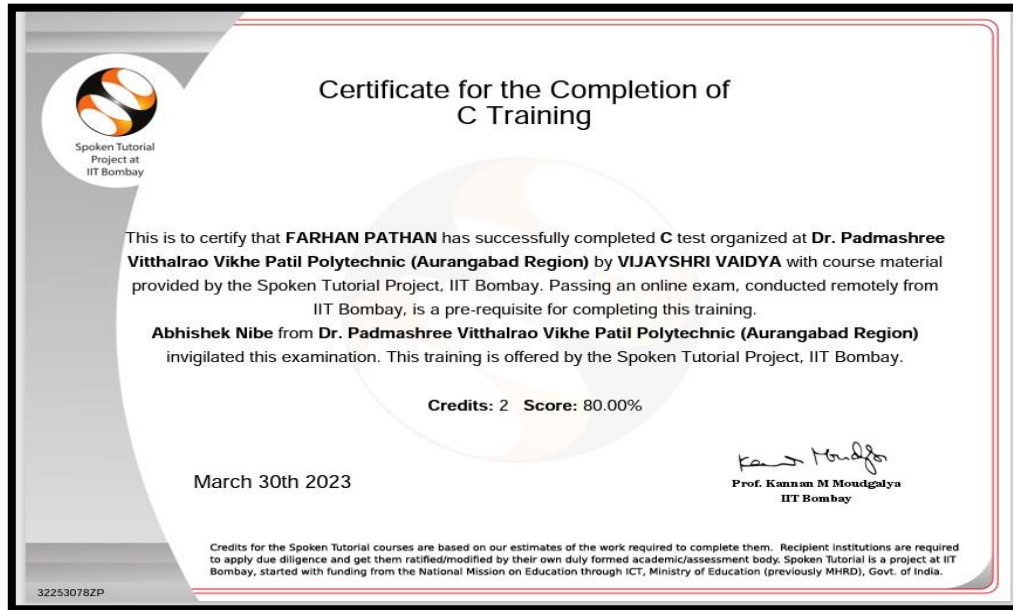 Spoken Tutorial
Project at
IIT Bombay
Certificate for the Completion of
C Training
This is to certify that FARHAN PATHAN has successfully completed C test organized at Dr. Padmashree
Vitthalrao Vikhe Patil Polytechnic (Aurangabad Region) by VIJAYSHRI VAIDYA with course material
provided by the Spoken Tutorial Project, IIT Bombay. Passing an online exam, conducted remotely from
IIT Bombay, is a pre-requisite for completing this training.
Abhishek Nibe from Dr. Padmashree Vitthalrao Vikhe Patil Polytechnic (Aurangabad Region)
invigilated this examination. This training is offered by the Spoken Tutorial Project, IIT Bombay.
Credits: 2 Score: 80.00%
March 30th 2023
Prof. Kannan M Moudgalya
IIT Bombay
Credits for the Spoken Tutorial courses are based on our estimates of the work required to complete them. Recipient institutions are required
to apply due diligence and get them ratified/modified by their own duly formed academic/assessment body. Spoken Tutorial is a project at IIT
Bombay, started with funding from the National Mission on Education through ICT, Ministry of Education (previously MHRD), Govt. of India.
32253078ZP